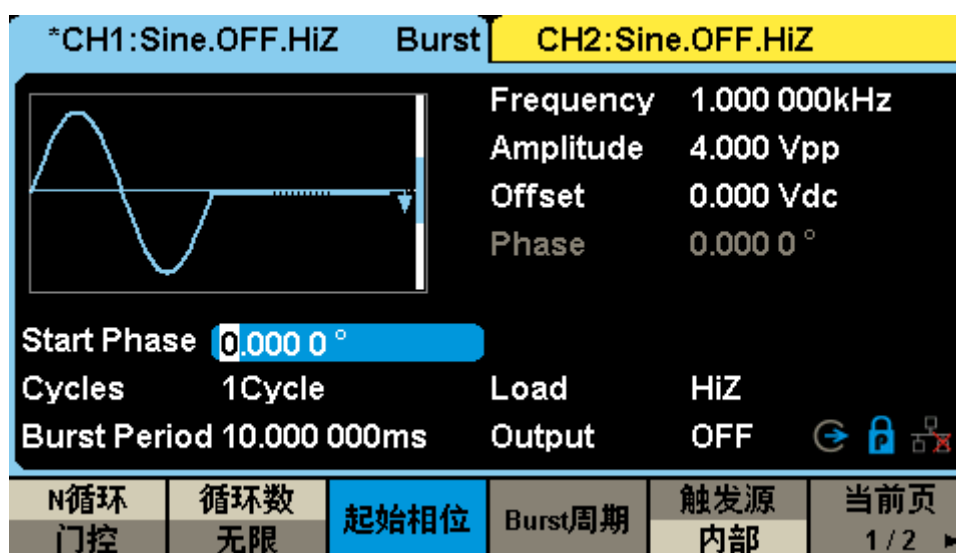 *CH1:Sine.OFF.HiZ Burst CH2:Sine.OFF.HiZ
Frequency 1.000 000kHz
Amplitude 4.000 Vpp
Offset 0.000 Vdc
Phase 0.000 0 °
Start Phase 0.000 0 °
Cycles 1Cycle Load HiZ
Burst Period 10.000 000ms Output OFF P
N循环 循环数 起始相位 Burst周期 触发源 当前页
门控 无限 内部 1/2